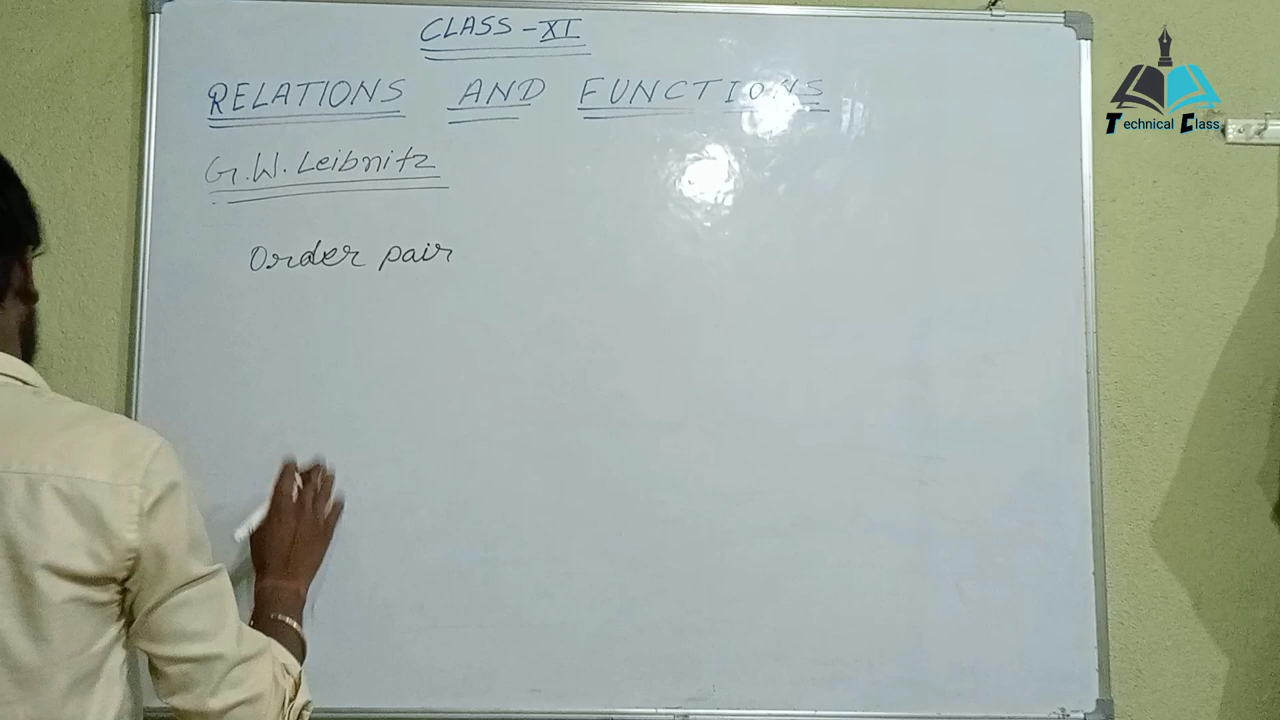 CLASS - XI
RELATIONS AND FUNCTIONS
G.W. Leibnitz
Order pair
Technical Class